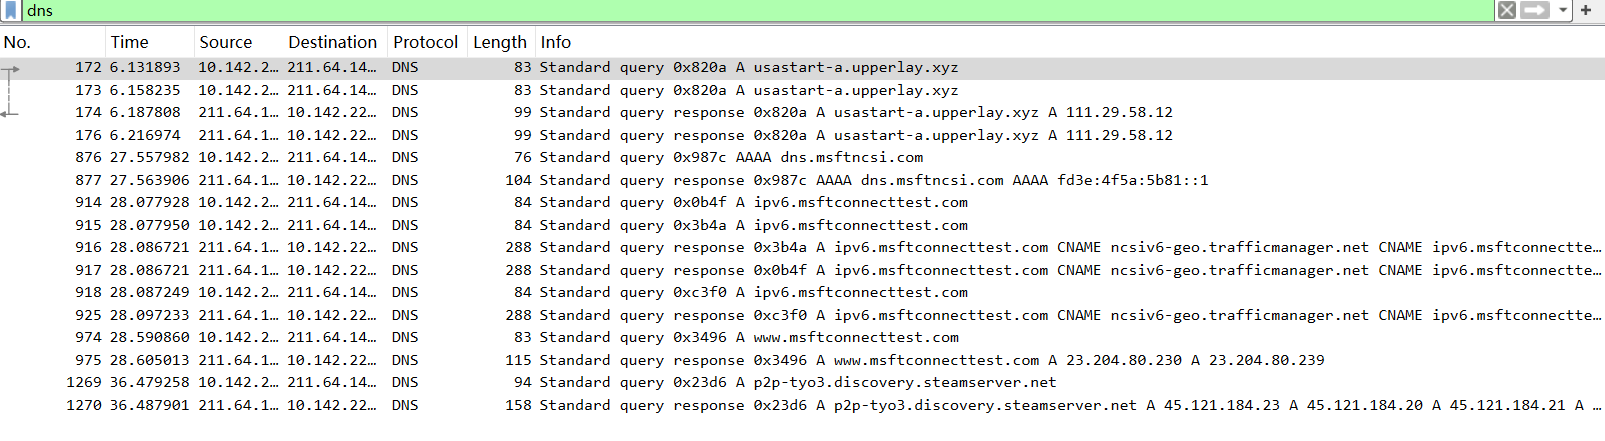 dns
No. Time Source Destination Protocol Length Info
172 6.131893 10.142.2… 211.64.14… DNS 83 Standard query 0x820a A usastart-a.upperlay.xyz
173 6.158235 10.142.2… 211.64.14… DNS 83 Standard query 0x820a A usastart-a.upperlay.xyz
174 6.187808 211.64.1… 10.142.22… DNS 99 Standard query response 0x820a A usastart-a.upperlay.xyz A 111.29.58.12
176 6.216974 211.64.1… 10.142.22… DNS 99 Standard query response 0x820a A usastart-a.upperlay.xyz A 111.29.58.12
876 27.557982 10.142.2… 211.64.14… DNS 76 Standard query 0x987c AAAA dns.msftncsi.com
877 27.563906 211.64.1… 10.142.22… DNS 104 Standard query response 0x987c AAAA dns.msftncsi.com AAAA fd3e:4f5a:5b81::1
914 28.077928 10.142.2… 211.64.14… DNS 84 Standard query 0x0b4f A ipv6.msftconnecttest.com
915 28.077950 10.142.2… 211.64.14… DNS 84 Standard query 0x3b4a A ipv6.msftconnecttest.com
916 28.086721 211.64.1… 10.142.22… DNS 288 Standard query response 0x3b4a A ipv6.msftconnecttest.com CNAME ncsiv6-geo.trafficmanager.net CNAME ipv6.msftconnectte…
917 28.086721 211.64.1… 10.142.22… DNS 288 Standard query response 0x0b4f A ipv6.msftconnecttest.com CNAME ncsiv6-geo.trafficmanager.net CNAME ipv6.msftconnectte…
918 28.087249 10.142.2… 211.64.14… DNS 84 Standard query 0xc3f0 A ipv6.msftconnecttest.com
925 28.097233 211.64.1… 10.142.22… DNS 288 Standard query response 0xc3f0 A ipv6.msftconnecttest.com CNAME ncsiv6-geo.trafficmanager.net CNAME ipv6.msftconnectte…
974 28.590860 10.142.2… 211.64.14… DNS 83 Standard query 0x3496 A www.msftconnecttest.com
975 28.605013 211.64.1… 10.142.22… DNS 115 Standard query response 0x3496 A www.msftconnecttest.com A 23.204.80.230 A 23.204.80.239
1269 36.479258 10.142.2… 211.64.14… DNS 94 Standard query 0x23d6 A p2p-tyo3.discovery.steamserver.net
1270 36.487901 211.64.1… 10.142.22… DNS 158 Standard query response 0x23d6 A p2p-tyo3.discovery.steamserver.net A 45.121.184.23 A 45.121.184.20 A 45.121.184.21 A …